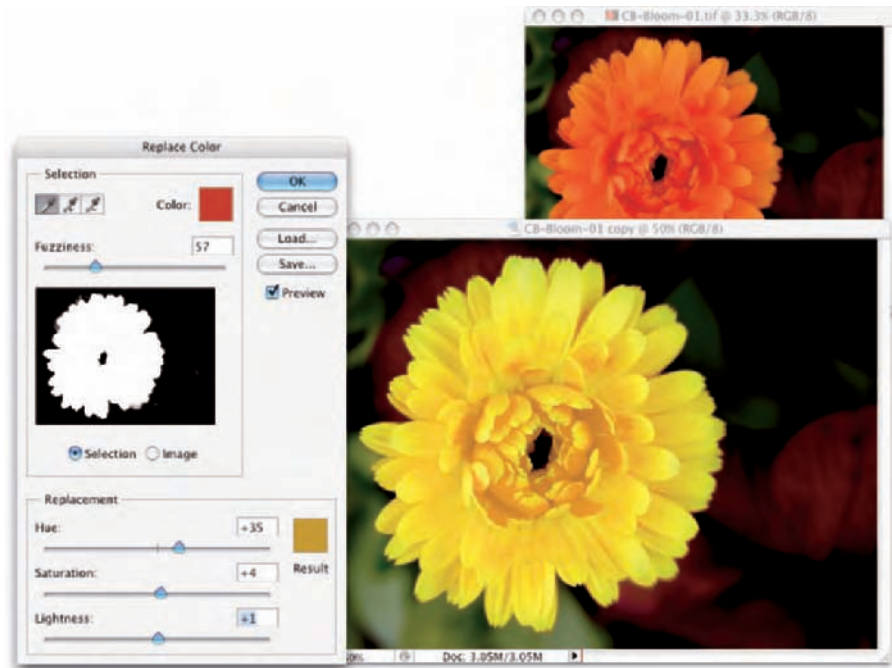 CB-Bloom-01.tif @ 33.3% (RGB/8)
Replace Color
Selection
Color:
Fuzziness:
57
OK
Cancel
Load...
Save...
Preview
Selection
Image
Replacement
Hue:
+35
Saturation:
+4
Result
Lightness:
+1
CB-Bloom-01 copy @ 50% (RGB/8)
Doc: 3.05M/3.05M